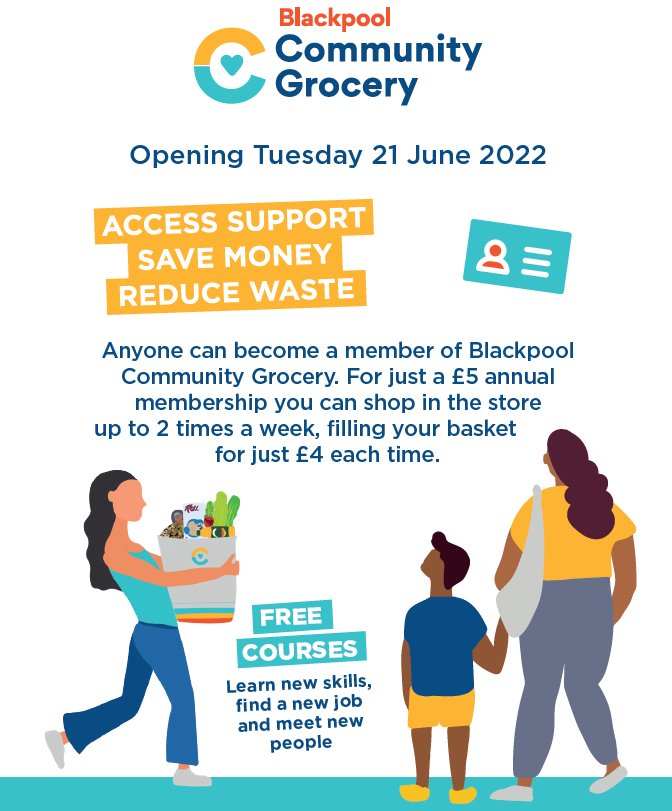 Blackpool
Community
Grocery
Opening Tuesday 21 June 2022
ACCESS SUPPORT
SAVE MONEY
REDUCE WASTE
Anyone can become a member of Blackpool
Community Grocery. For just a £5 annual
membership you can shop in the store
up to 2 times a week, filling your basket
for just £4 each time.
FREE
COURSES
Learn new skills,
find a new job
and meet new
people